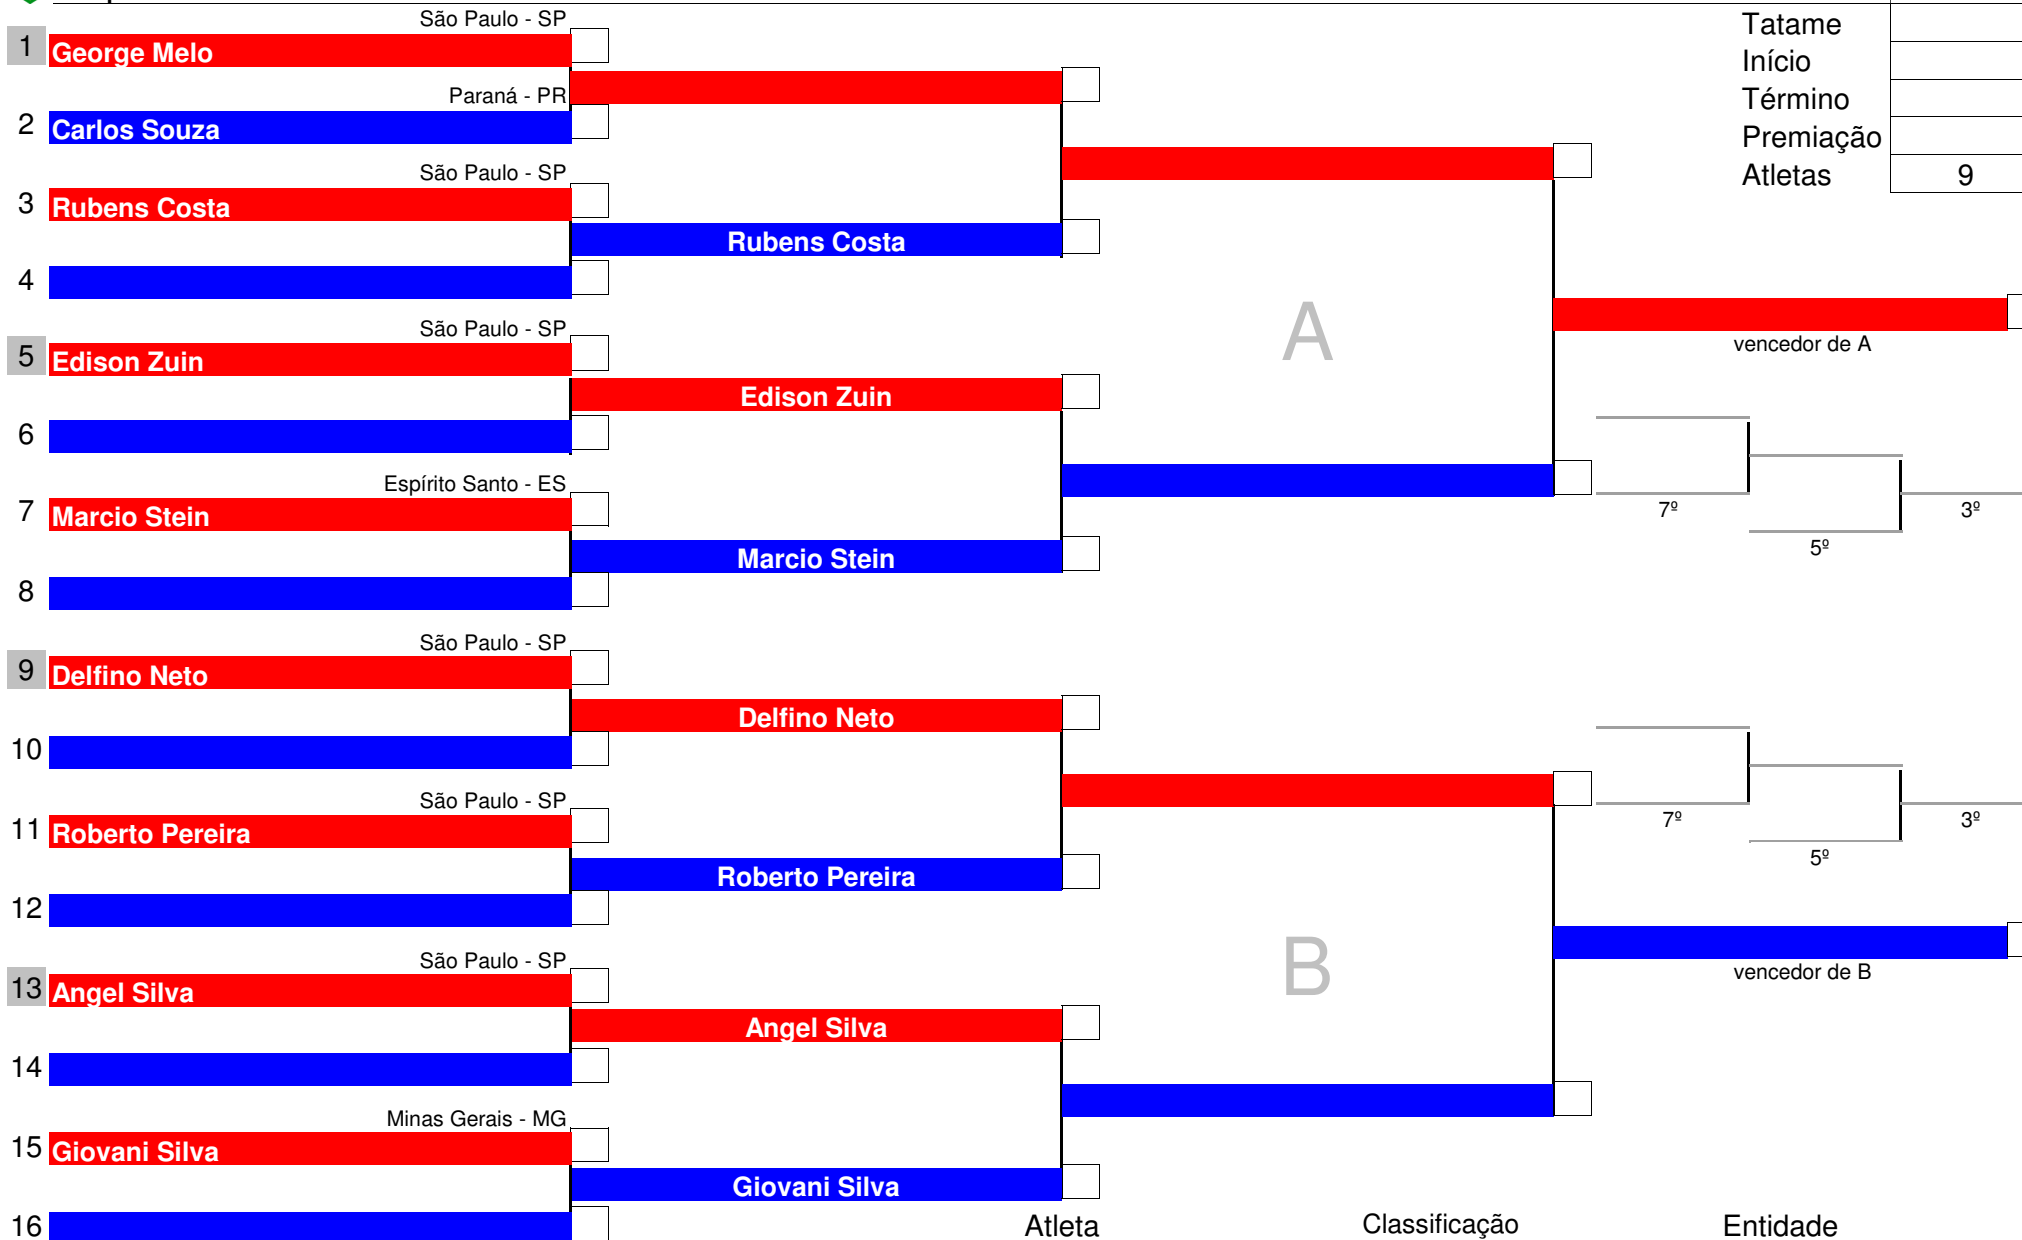 São Paulo - SP
1 George Melo
Paraná - PR
2 Carlos Souza
São Paulo - SP
3 Rubens Costa
Rubens Costa
4
São Paulo - SP
5 Edison Zuin
Edison Zuin
6
Espírito Santo - ES
7 Marcio Stein
Marcio Stein
8
São Paulo - SP
9 Delfino Neto
Delfino Neto
10
São Paulo - SP
11 Roberto Pereira
Roberto Pereira
12
São Paulo - SP
13 Angel Silva
Angel Silva
14
Minas Gerais - MG
15 Giovani Silva
Giovani Silva
16
A
B
Tatame
Início
Término
Premiação
Atletas 9
vencedor de A
7º
3º
5º
7º
3º
5º
vencedor de B
Atleta Classificação Entidade